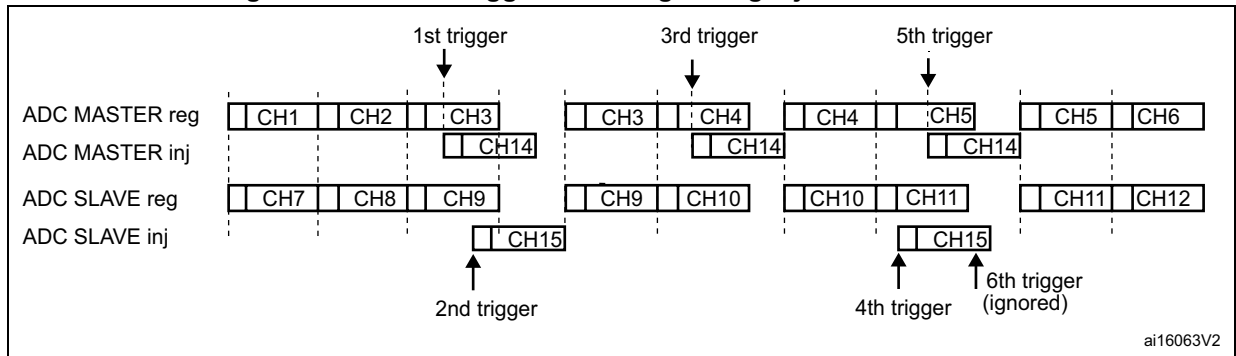 1st trigger 3rd trigger 5th trigger
ADC MASTER reg CH1 CH2 CH3 CH3 CH4 CH4 CH5 CH5 CH6
ADC MASTER inj CH14 CH14 CH14
ADC SLAVE reg CH7 CH8 CH9 CH9 CH10 CH10 CH11 CH11 CH12
ADC SLAVE inj CH15 CH15
2nd trigger 4th trigger 6th trigger
(ignored)
ai16063V2